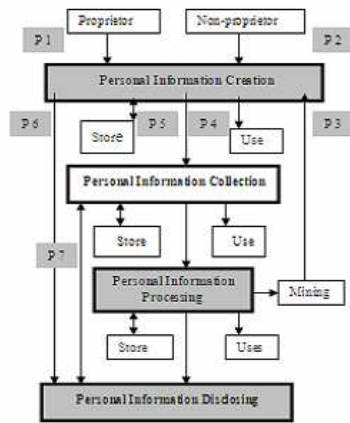 Proprietor Non-proprietor
P 1 P 2
Personal Information Creation
P 6 P 5 P 4 P 3
Store Use
Personal Information Collection
Store Use
P 7
Personal Information
Processing
Mining
Store Uses
Personal Information Disclosing